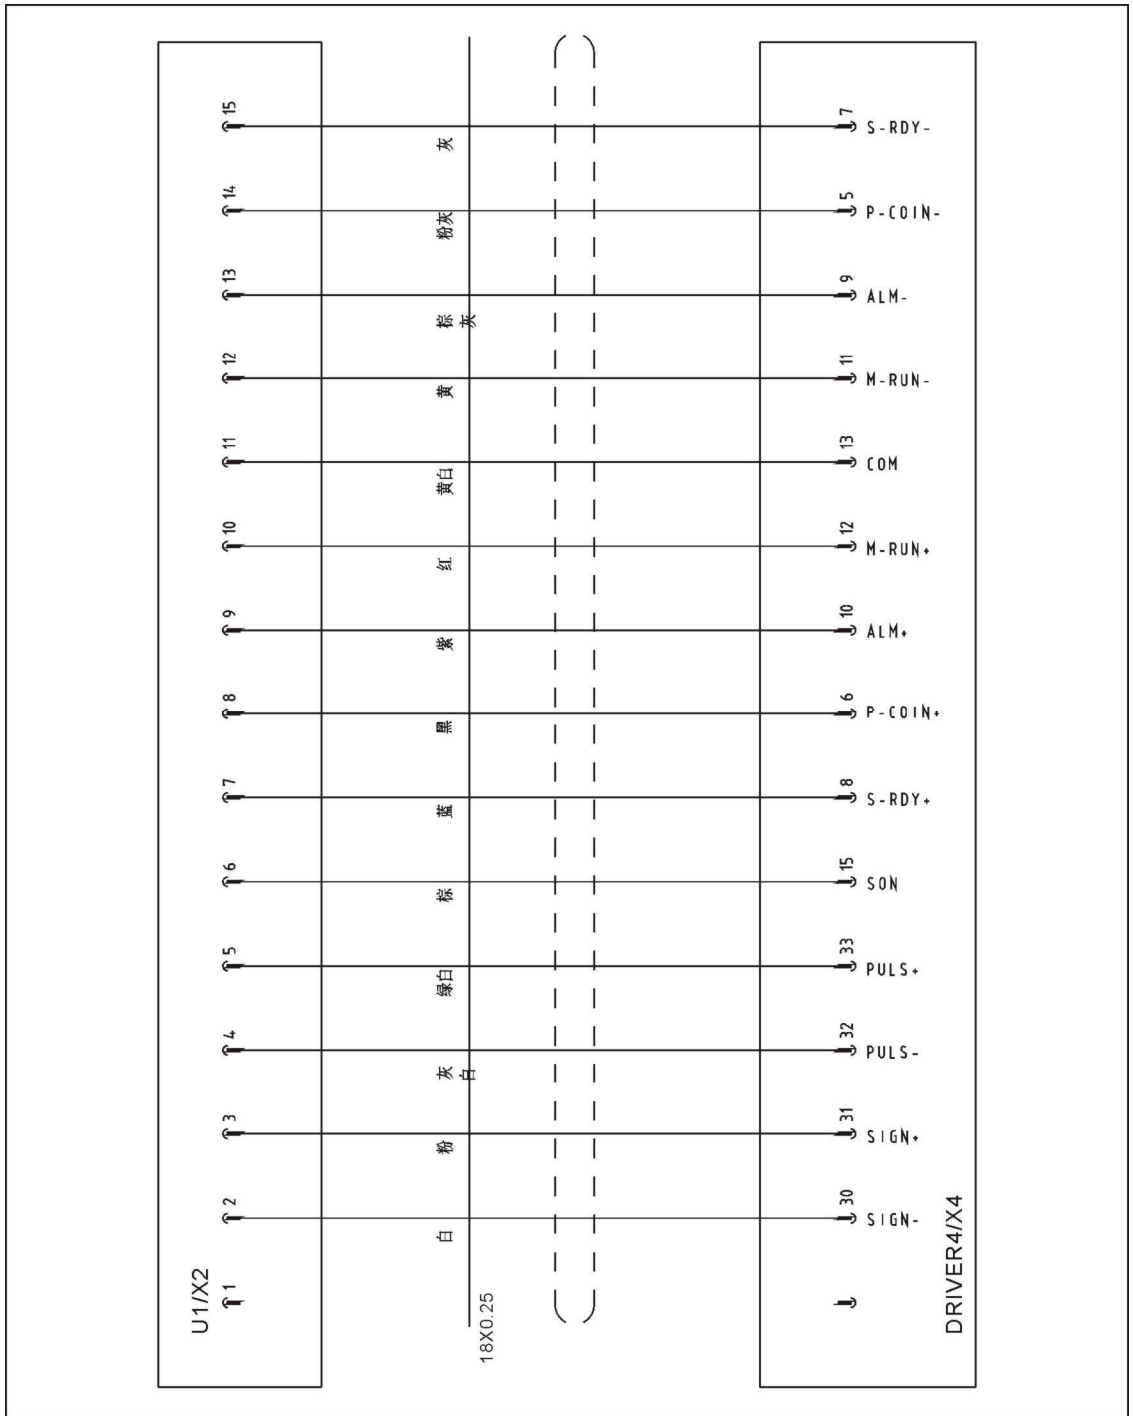 15 灰 7 S-RDY-
14 粉灰 5 P-COIN-
13 棕灰 9 ALM-
12 黄 11 M-RUN-
11 黄白 13 COM
10 红 12 M-RUN+
9 紫 10 ALM+
8 黑 6 P-COIN+
7 蓝 8 S-RDY+
6 棕 15 SON
5 绿白 33 PULS+
4 灰白 32 PULS-
3 粉 31 SIGN+
2 白 30 SIGN-
1
U1/X2
18X0.25
DRIVER4/X4